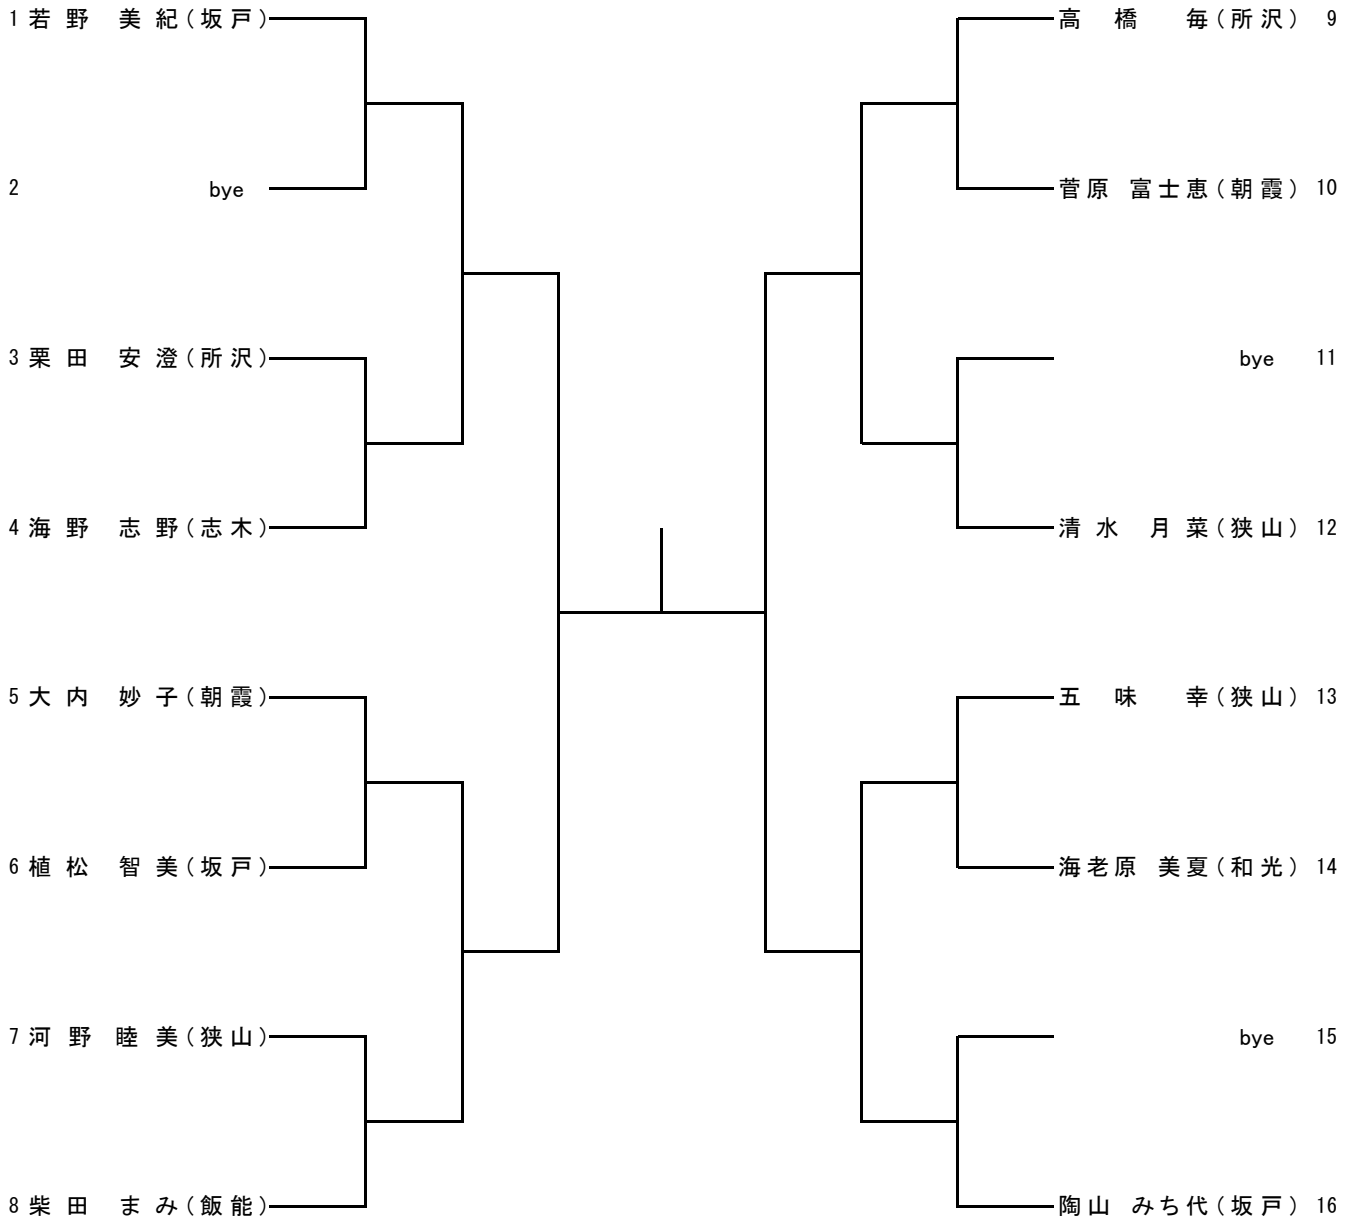 1 若野 美紀(坂戸)
2 bye
3 栗田 安澄(所沢)
4 海野 志野(志木)
5 大内 妙子(朝霞)
6 植松 智美(坂戸)
7 河野 睦美(狭山)
8 柴田 まみ(飯能)
高橋 毎(所沢) 9
菅原 富士恵(朝霞) 10
bye 11
清水 月菜(狭山) 12
五味 幸(狭山) 13
海老原 美夏(和光) 14
bye 15
陶山 みち代(坂戸) 16